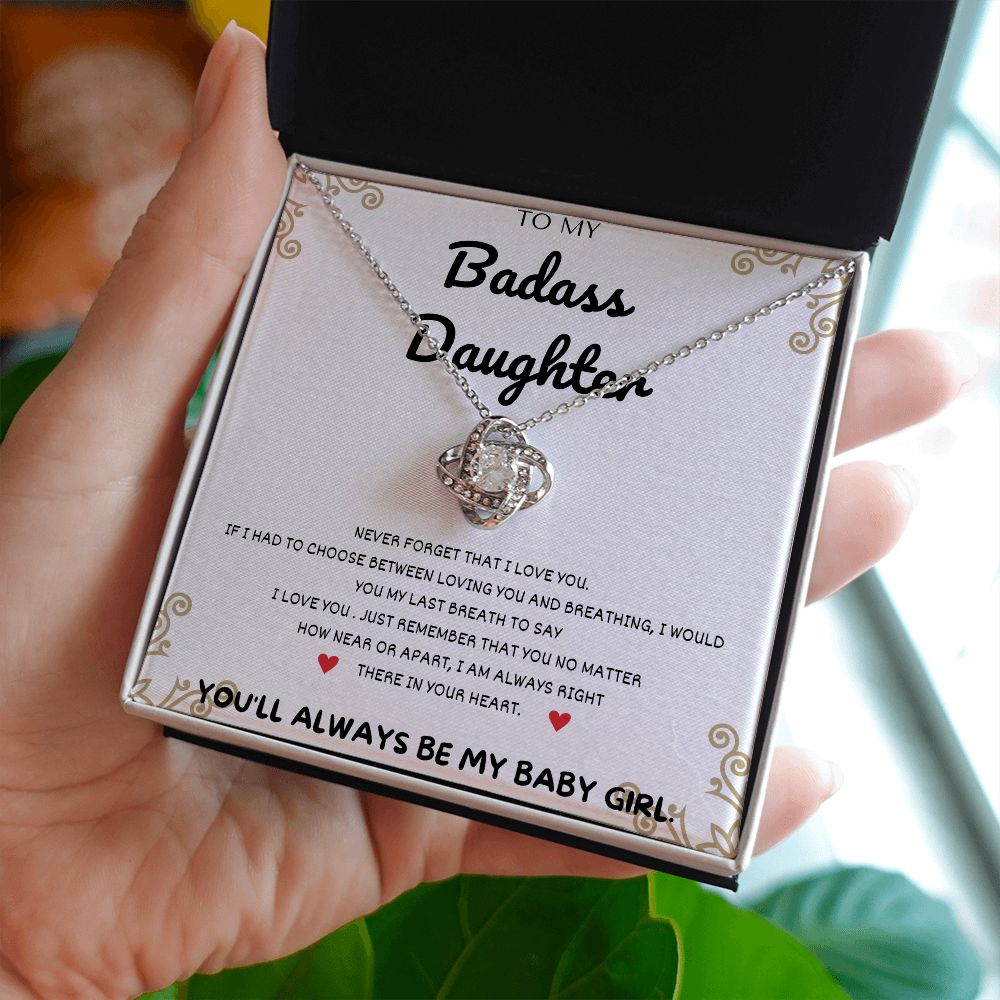 TO MY
Badass
Daughter
NEVER FORGET THAT I LOVE YOU.
IF I HAD TO CHOOSE BETWEEN LOVING YOU AND BREATHING, I WOULD
YOU MY LAST BREATH TO SAY
I LOVE YOU . JUST REMEMBER THAT YOU NO MATTER
HOW NEAR OR APART, I AM ALWAYS RIGHT
THERE IN YOUR HEART.
YOU'LL ALWAYS BE MY BABY GIRL.